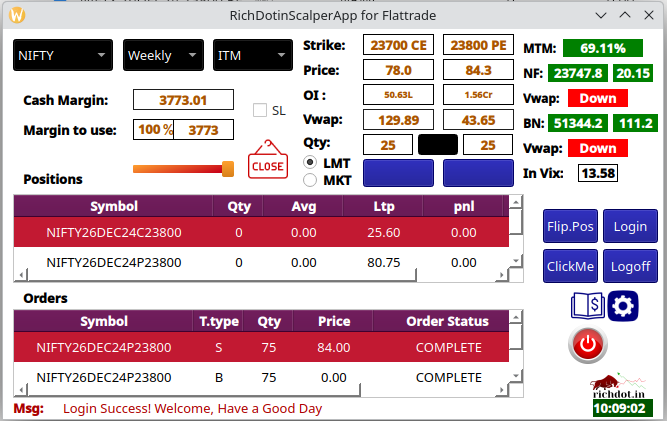 RichDotinScalperApp for Flattrade
NIFTY Weekly ITM
Strike: 23700 CE 23800 PE
MTM: 69.11%
Price: 78.0 84.3
NF: 23747.8 20.15
Cash Margin: 3773.01
SL
OI : 50.63L 1.56Cr
Vwap: Down
Margin to use: 100 % 3773
Vwap: 129.89 43.65
BN: 51344.2 111.2
Qty: 25 25
Vwap: Down
CLOSE
LMT
MKT
In Vix: 13.58
Positions
Symbol Qty Avg Ltp pnl
NIFTY26DEC24C23800 0 0.00 25.60 0.00
NIFTY26DEC24P23800 0 0.00 80.75 0.00
Flip.Pos Login
ClickMe Logoff
Orders
Symbol T.type Qty Price Order Status
NIFTY26DEC24P23800 S 75 84.00 COMPLETE
NIFTY26DEC24P23800 B 75 0.00 COMPLETE
richdot.in
Msg: Login Success! Welcome, Have a Good Day
10:09:02